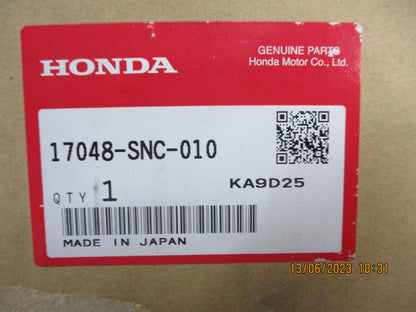 HONDA
GENUINE PARTS
Honda Motor Co., Ltd.
17048-SNC-010
QTY 1
KA9D25
MADE IN JAPAN
13/06/2023 18:31